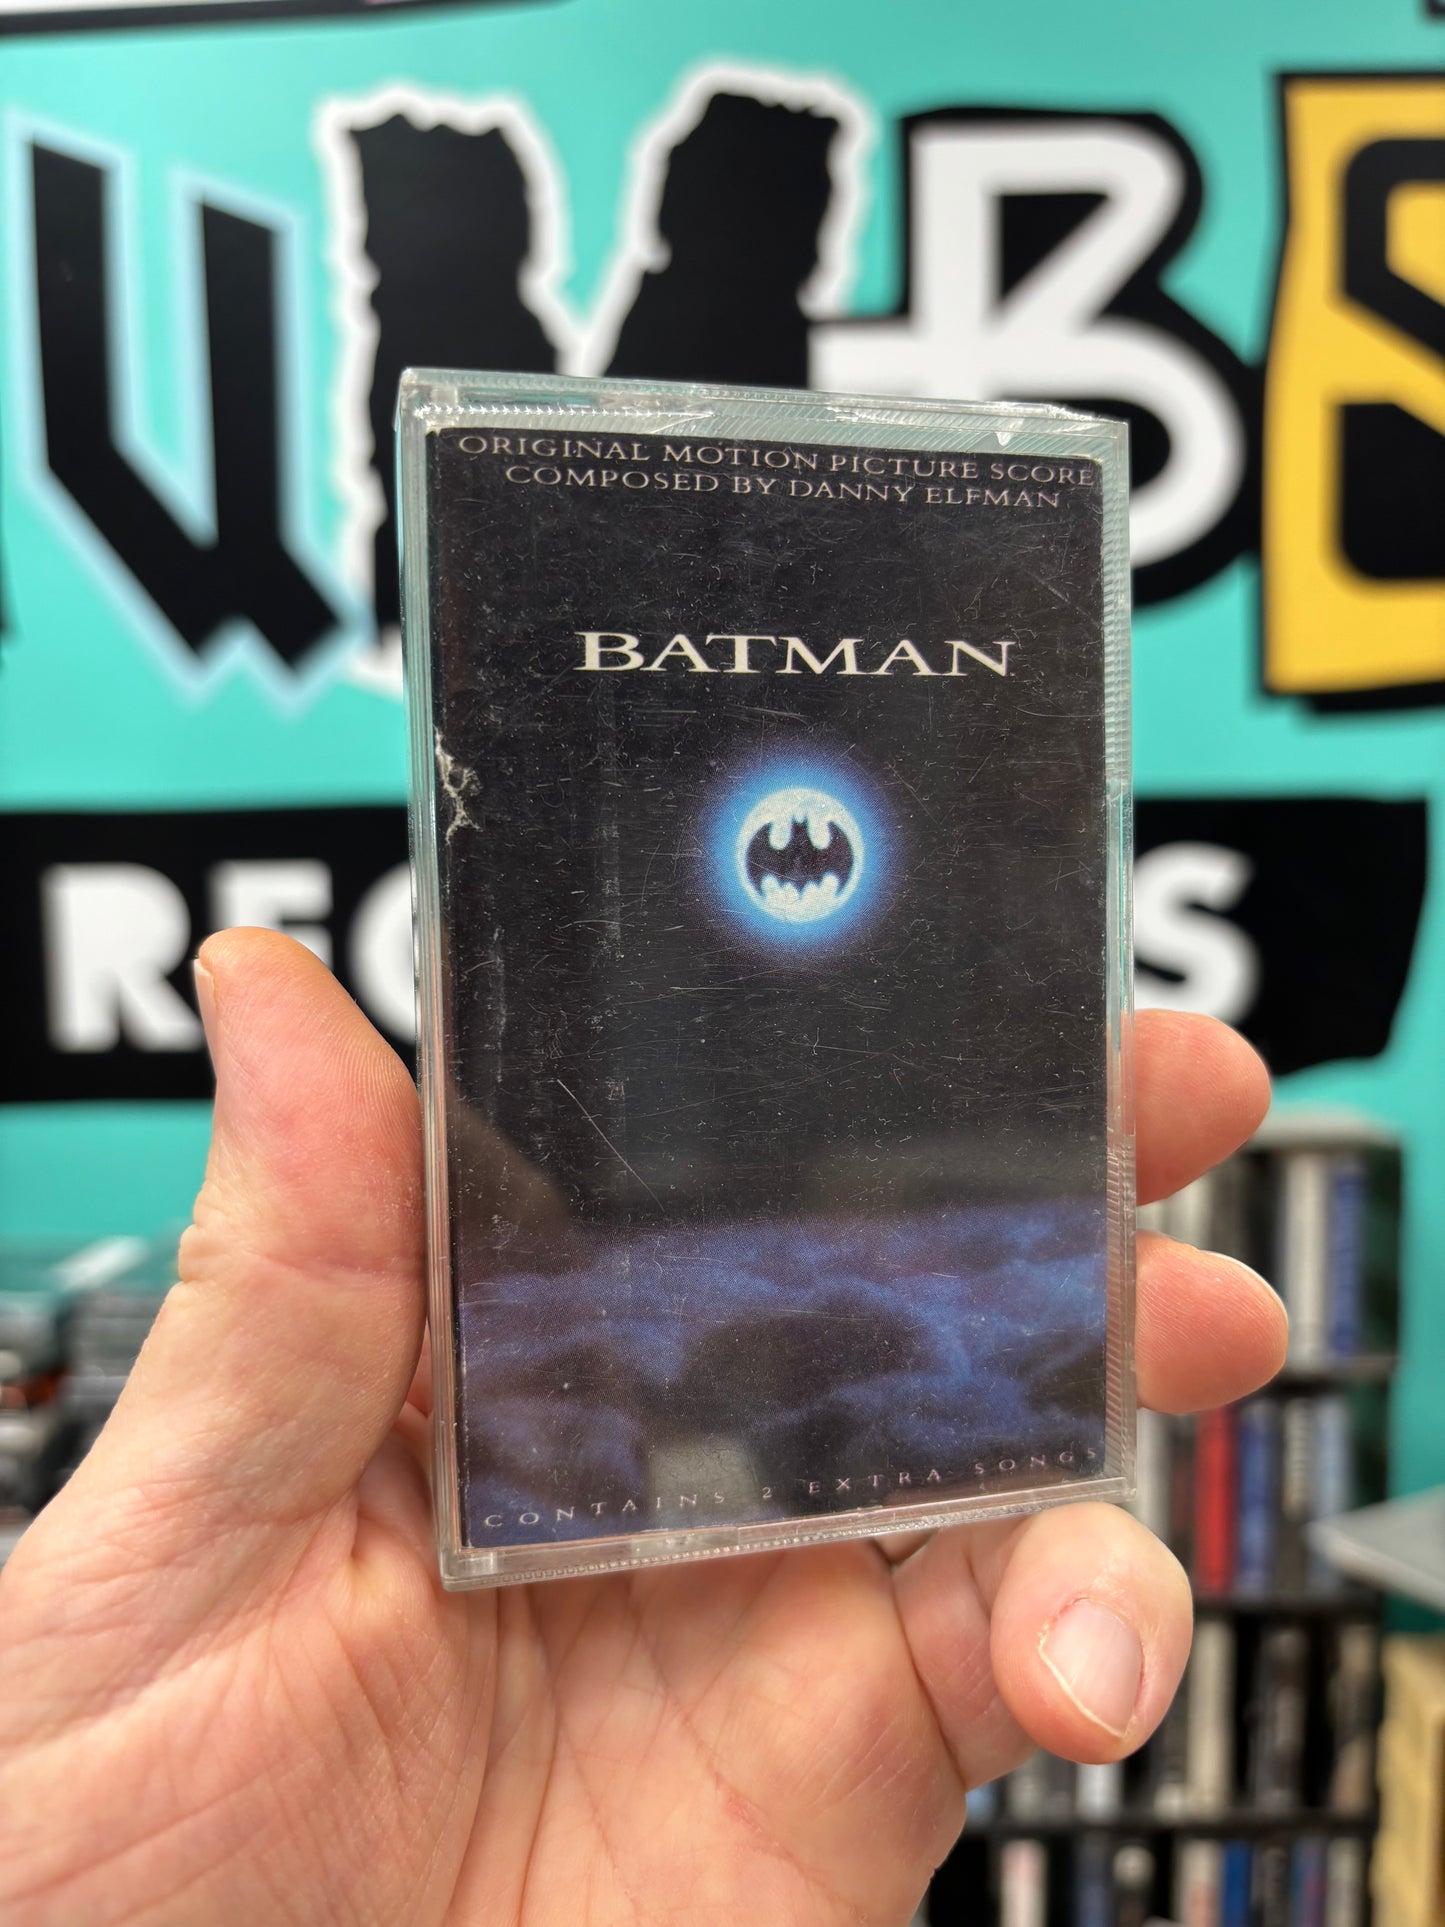 ORIGINAL MOTION PICTURE SCORE
COMPOSED BY DANNY ELFMAN
BATMAN
CONTAINS 2 EXTRA SONGS